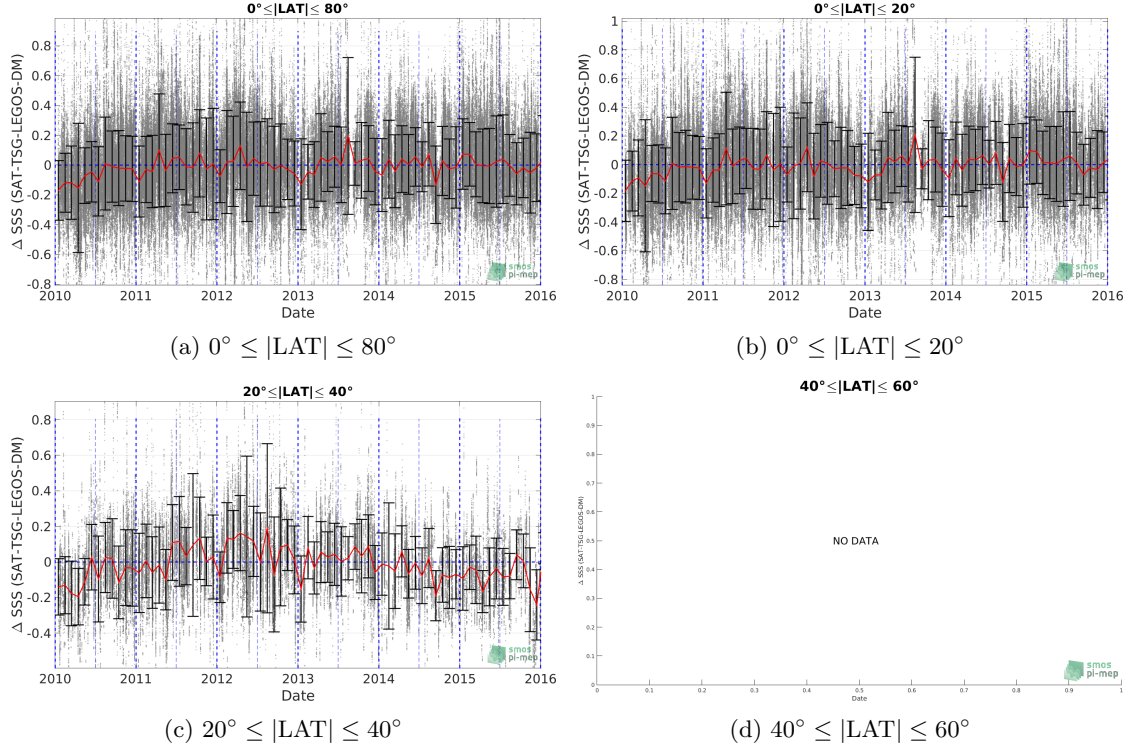 0°≤|LAT|≤ 80°
Δ SSS (SAT-TSG-LEGOS-DM)
0.8
0.6
0.4
0.2
0
-0.2
-0.4
-0.6
-0.8
2010 2011 2012 2013 2014 2015 2016
Date
smos
pi-mep
(a) 0° ≤ |LAT| ≤ 80°
0°≤|LAT|≤ 20°
Δ SSS (SAT-TSG-LEGOS-DM)
1
0.8
0.6
0.4
0.2
0
-0.2
-0.4
-0.6
-0.8
2010 2011 2012 2013 2014 2015 2016
Date
smos
pi-mep
(b) 0° ≤ |LAT| ≤ 20°
20°≤|LAT|≤ 40°
Δ SSS (SAT-TSG-LEGOS-DM)
0.8
0.6
0.4
0.2
0
-0.2
-0.4
2010 2011 2012 2013 2014 2015 2016
Date
smos
pi-mep
(c) 20° ≤ |LAT| ≤ 40°
40°≤|LAT|≤ 60°
Δ SSS (SAT-TSG-LEGOS-DM)
1
0.9
0.8
0.7
0.6
0.5
0.4
0.3
0.2
0.1
0
NO DATA
0 0.1 0.2 0.3 0.4 0.5 0.6 0.7 0.8 0.9 1
Date
smos
pi-mep
(d) 40° ≤ |LAT| ≤ 60°